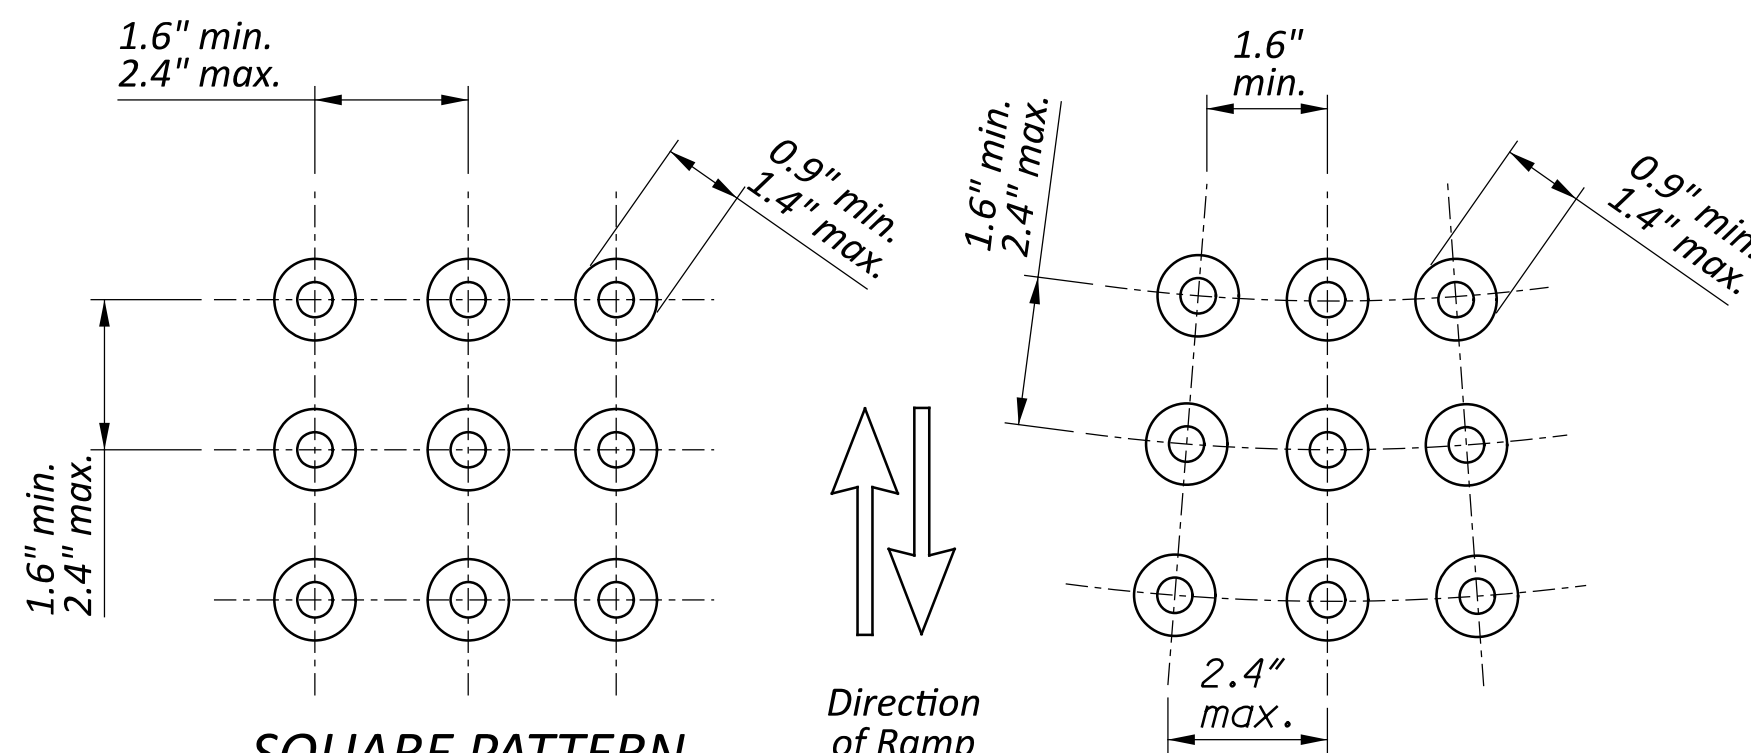 1.6" min.
2.4" max.
0.9" min.
1.4" max.
1.6" min.
2.4" max.
SQUARE PATTERN
Direction
of Ramp
1.6"
min.
1.6" min.
2.4" max.
0.9" min.
1.4" max.
2.4"
max.